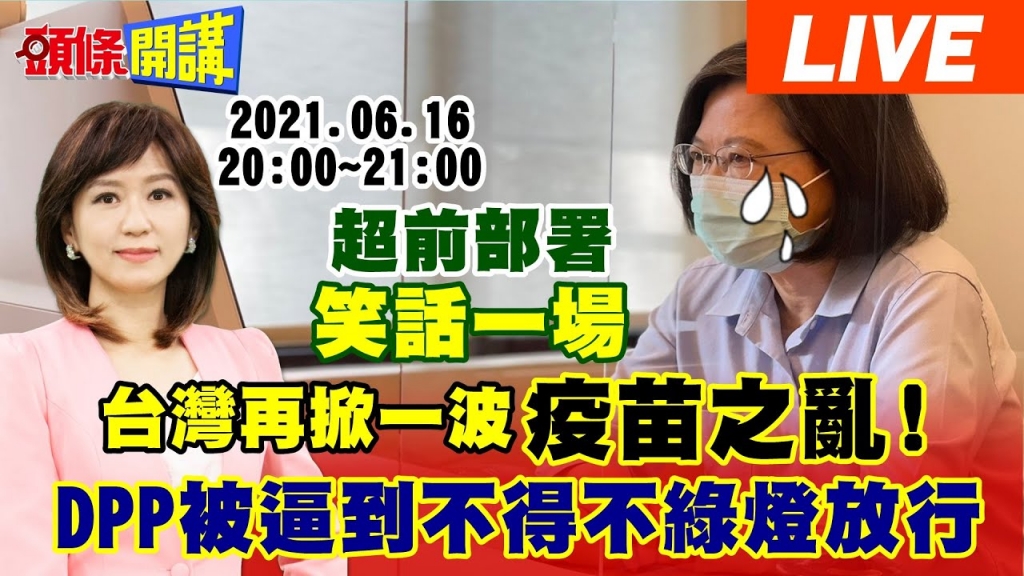 頭條開講
LIVE
2021.06.16
20:00~21:00
超前部署
笑話一場
台灣再掀一波疫苗之亂！
DPP被逼到不得不綠燈放行